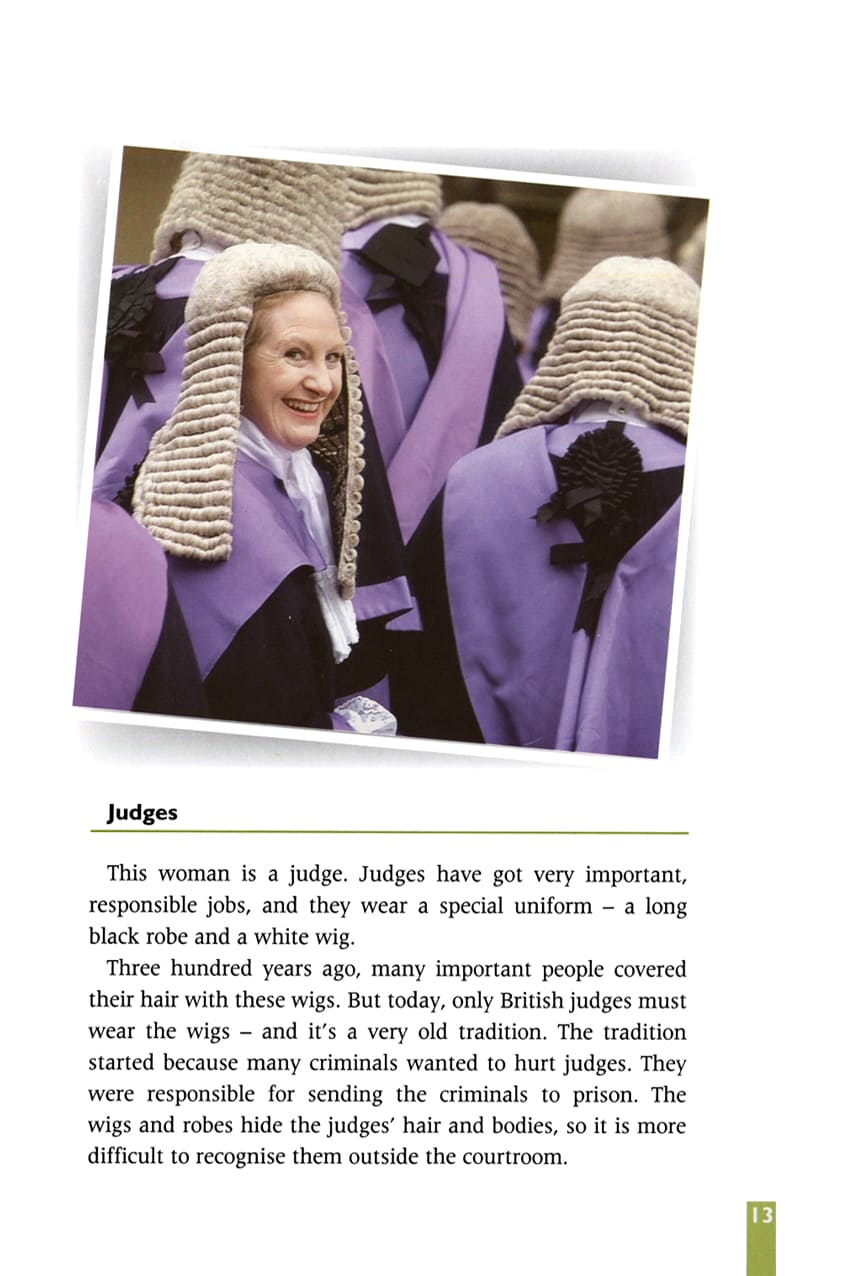 Judges
This woman is a judge. Judges have got very important,
responsible jobs, and they wear a special uniform – a long
black robe and a white wig.
Three hundred years ago, many important people covered
their hair with these wigs. But today, only British judges must
wear the wigs – and it's a very old tradition. The tradition
started because many criminals wanted to hurt judges. They
were responsible for sending the criminals to prison. The
wigs and robes hide the judges' hair and bodies, so it is more
difficult to recognise them outside the courtroom.
13